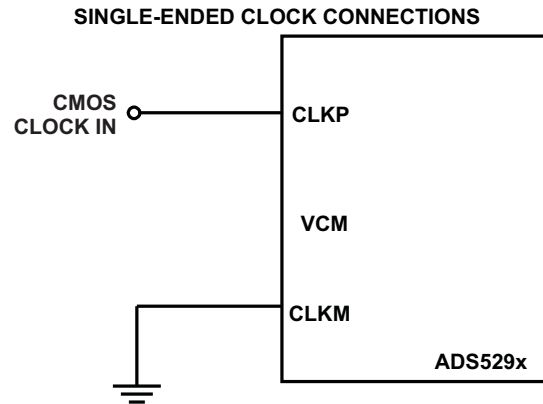 SINGLE-ENDED CLOCK CONNECTIONS
CMOS
CLOCK IN
CLKP
VCM
CLKM
ADS529x